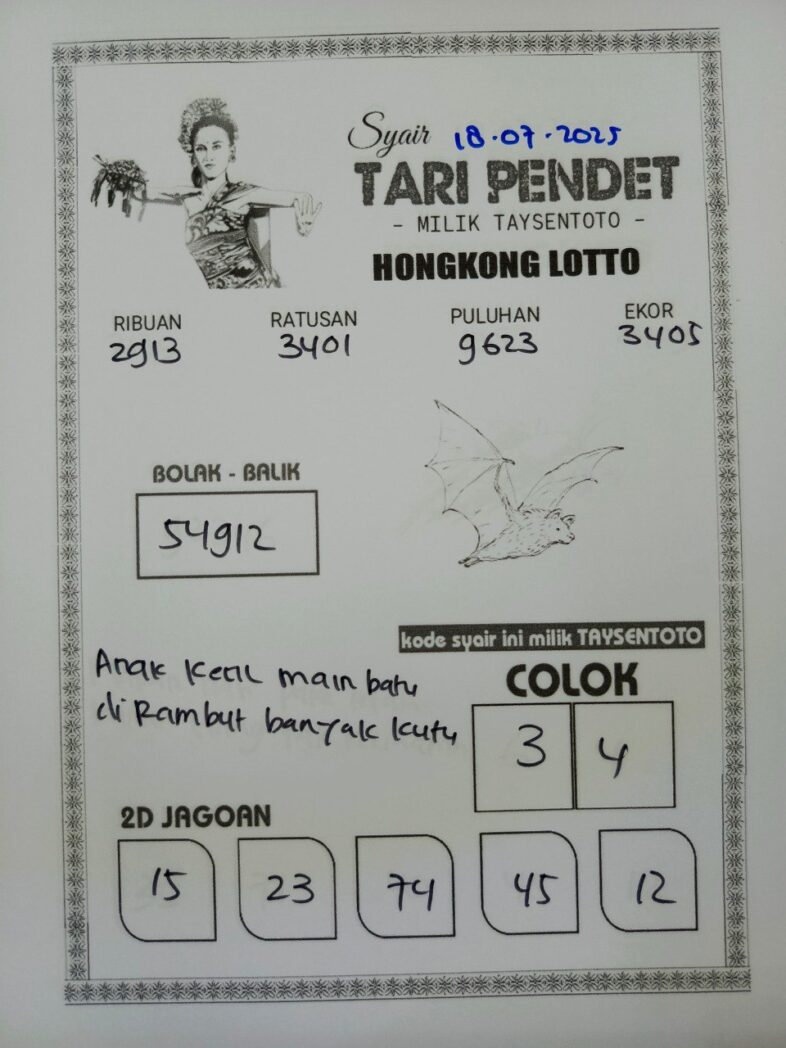 Syair 18.07.2025
TARI PENDET
- MILIK TAYSENTOTO -
HONGKONG LOTTO
RIBUAN RATUSAN PULUHAN EKOR
2913 3401 9623 3405
BOLAK - BALIK
54912
kode syair ini milik TAYSENTOTO
Anak Kecil main batu
di Rambut banyak kutu
COLOK
3 4
2D JAGOAN
15 23 74 45 12